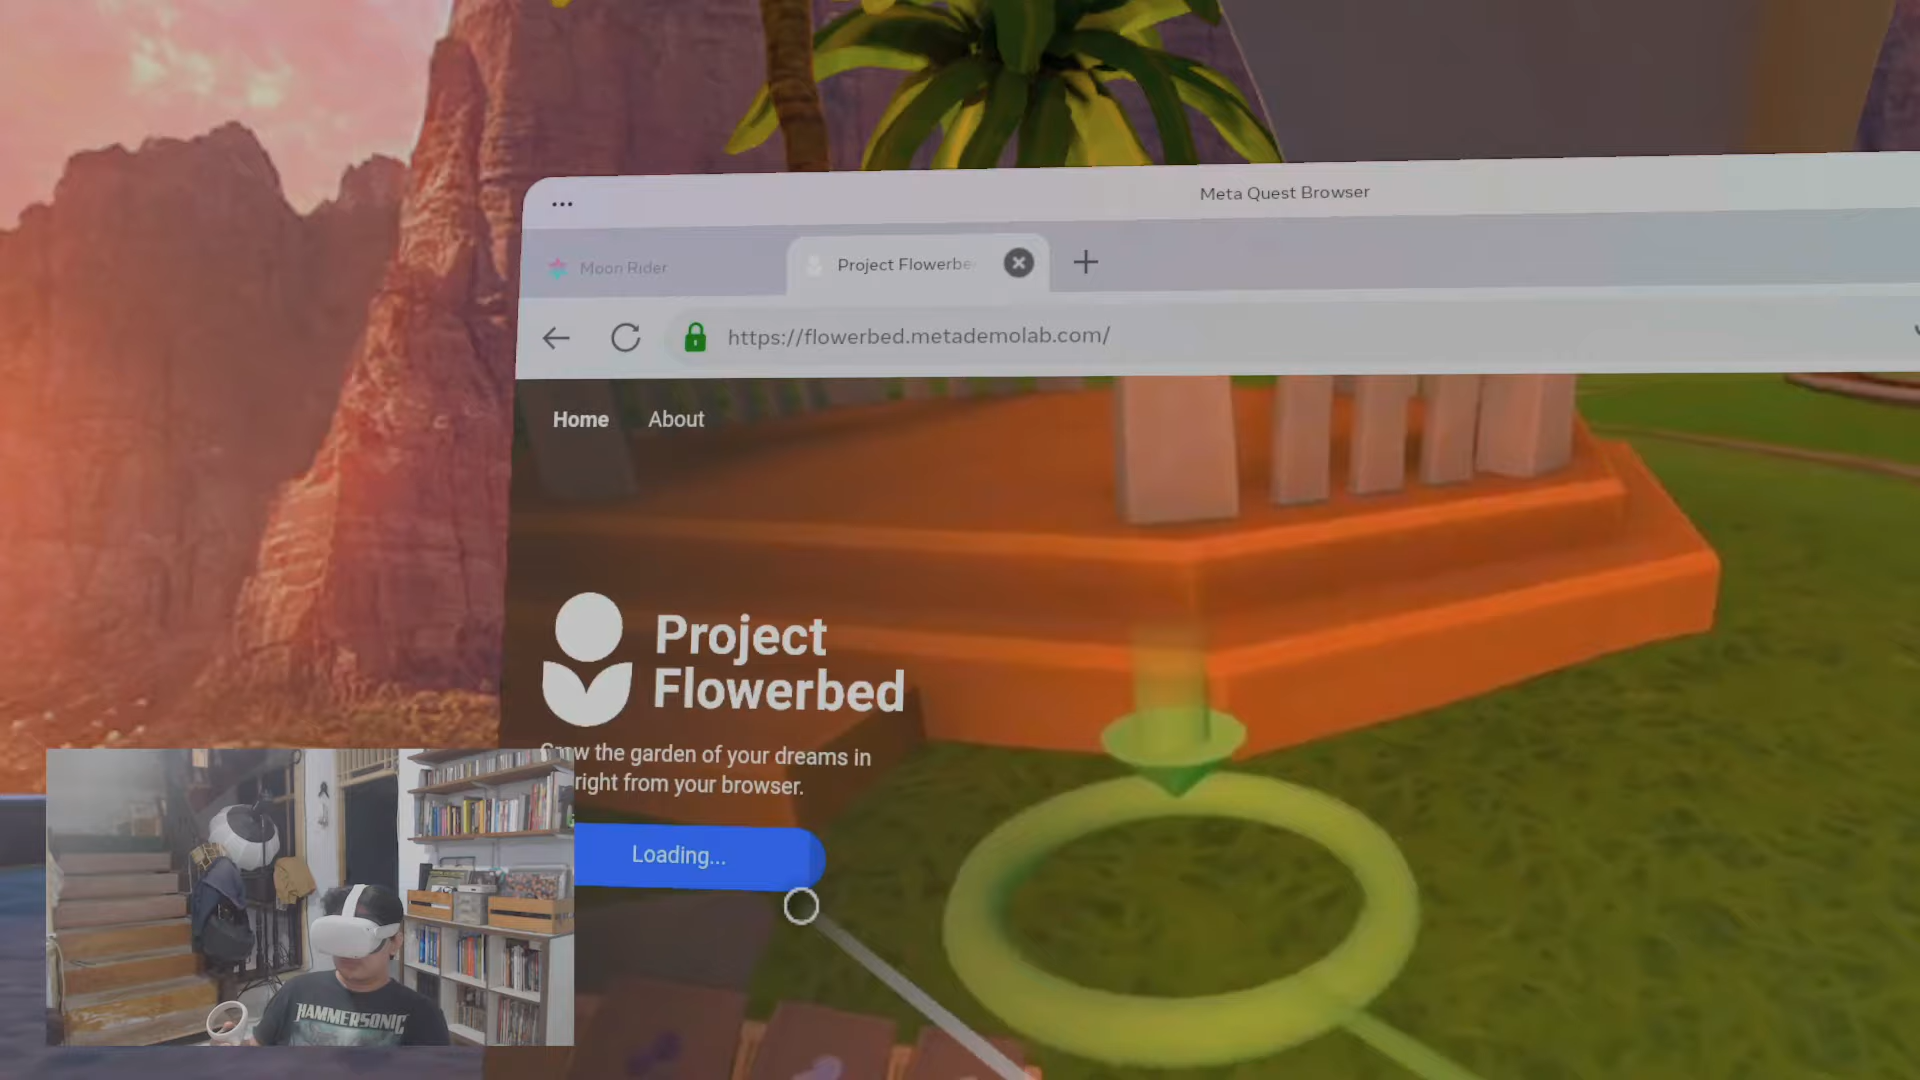 Meta Quest Browser
Moon Rider
Project Flowerbe
https://flowerbed.metademolab.com/
Home
About
Project
Flowerbed
the garden of your dreams in
right from your browser.
Loading...
HAMMERSONIC